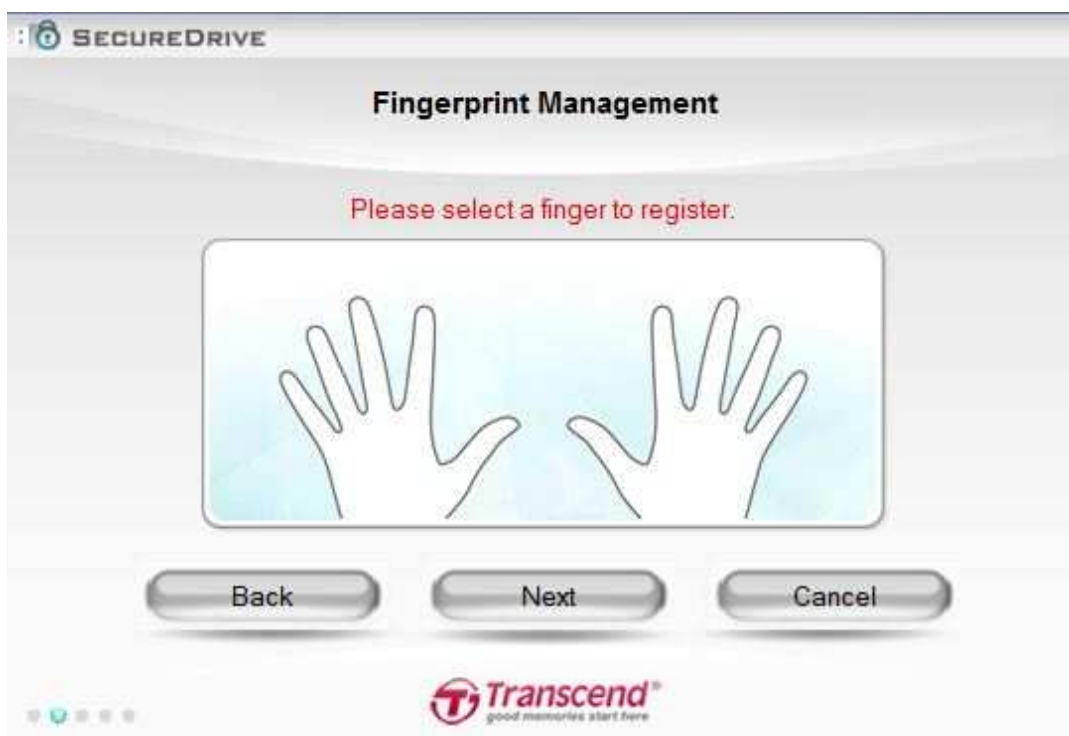 SECUREDRIVE
Fingerprint Management
Please select a finger to register.
Back Next Cancel
Transcend®
good memories start here